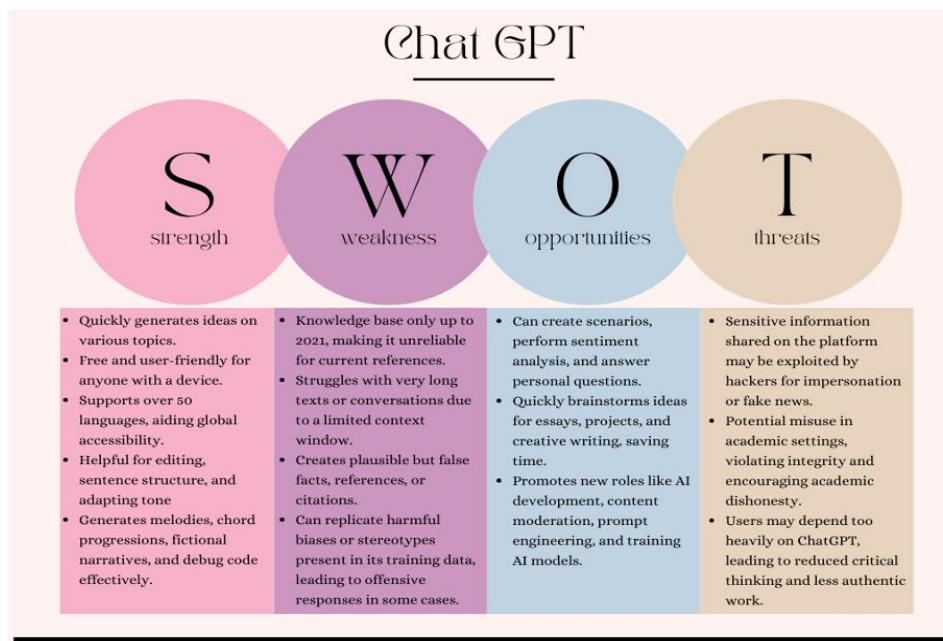 Chat GPT
S
strength
W
weakness
O
opportunities
T
threats
• Quickly generates ideas on
various topics.
• Free and user-friendly for
anyone with a device.
• Supports over 50
languages, aiding global
accessibility.
• Helpful for editing,
sentence structure, and
adapting tone
• Generates melodies, chord
progressions, fictional
narratives, and debug code
effectively.
• Knowledge base only up to
2021, making it unreliable
for current references.
• Struggles with very long
texts or conversations due
to a limited context
window.
• Creates plausible but false
facts, references, or
citations.
• Can replicate harmful
biases or stereotypes
present in its training data,
leading to offensive
responses in some cases.
• Can create scenarios,
perform sentiment
analysis, and answer
personal questions.
• Quickly brainstorms ideas
for essays, projects, and
creative writing, saving
time.
• Promotes new roles like AI
development, content
moderation, prompt
engineering, and training
AI models.
• Sensitive information
shared on the platform
may be exploited by
hackers for impersonation
or fake news.
• Potential misuse in
academic settings,
violating integrity and
encouraging academic
dishonesty.
• Users may depend too
heavily on ChatGPT,
leading to reduced critical
thinking and less authentic
work.